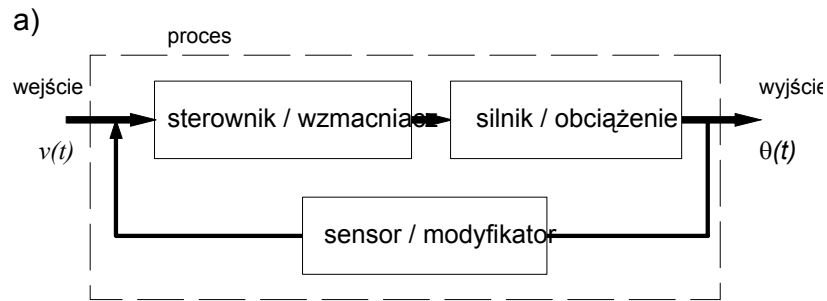 a)
proces
wejście
wyjście
sterownik / wzmacniacz
silnik / obciążenie
v(t)
θ(t)
sensor / modyfikator